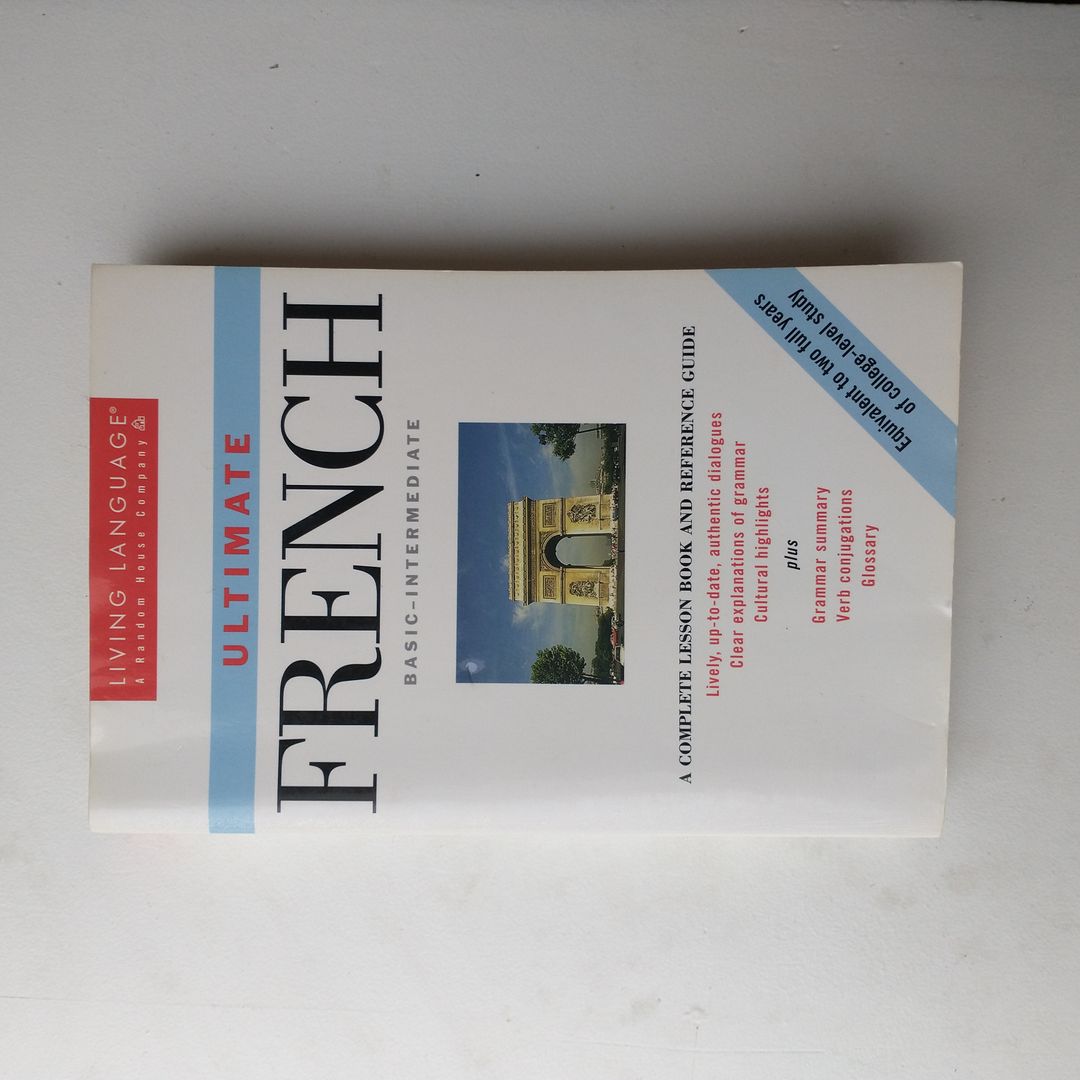 LIVING LANGUAGE®
A Random House Company
ULTIMATE
FRENCH
BASIC–INTERMEDIATE
A COMPLETE LESSON BOOK AND REFERENCE GUIDE
Lively, up-to-date, authentic dialogues
Clear explanations of grammar
Cultural highlights
plus
Grammar summary
Verb conjugations
Glossary
Equivalent to two full years
of college-level study